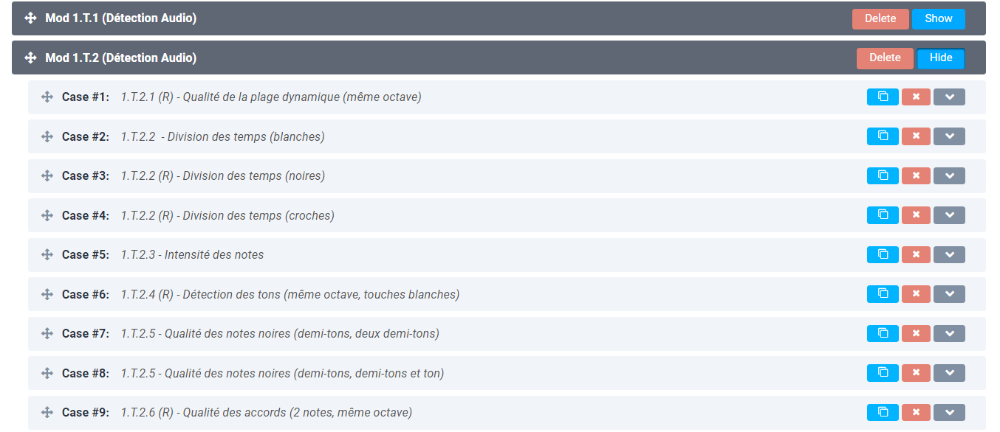 Mod 1.T.1 (Détection Audio) Delete Show
Mod 1.T.2 (Détection Audio) Delete Hide
Case #1: 1.T.2.1 (R) - Qualité de la plage dynamique (même octave)
Case #2: 1.T.2.2 - Division des temps (blanches)
Case #3: 1.T.2.2 (R) - Division des temps (noires)
Case #4: 1.T.2.2 (R) - Division des temps (croches)
Case #5: 1.T.2.3 - Intensité des notes
Case #6: 1.T.2.4 (R) - Détection des tons (même octave, touches blanches)
Case #7: 1.T.2.5 - Qualité des notes noires (demi-tons, deux demi-tons)
Case #8: 1.T.2.5 - Qualité des notes noires (demi-tons, demi-tons et ton)
Case #9: 1.T.2.6 (R) - Qualité des accords (2 notes, même octave)